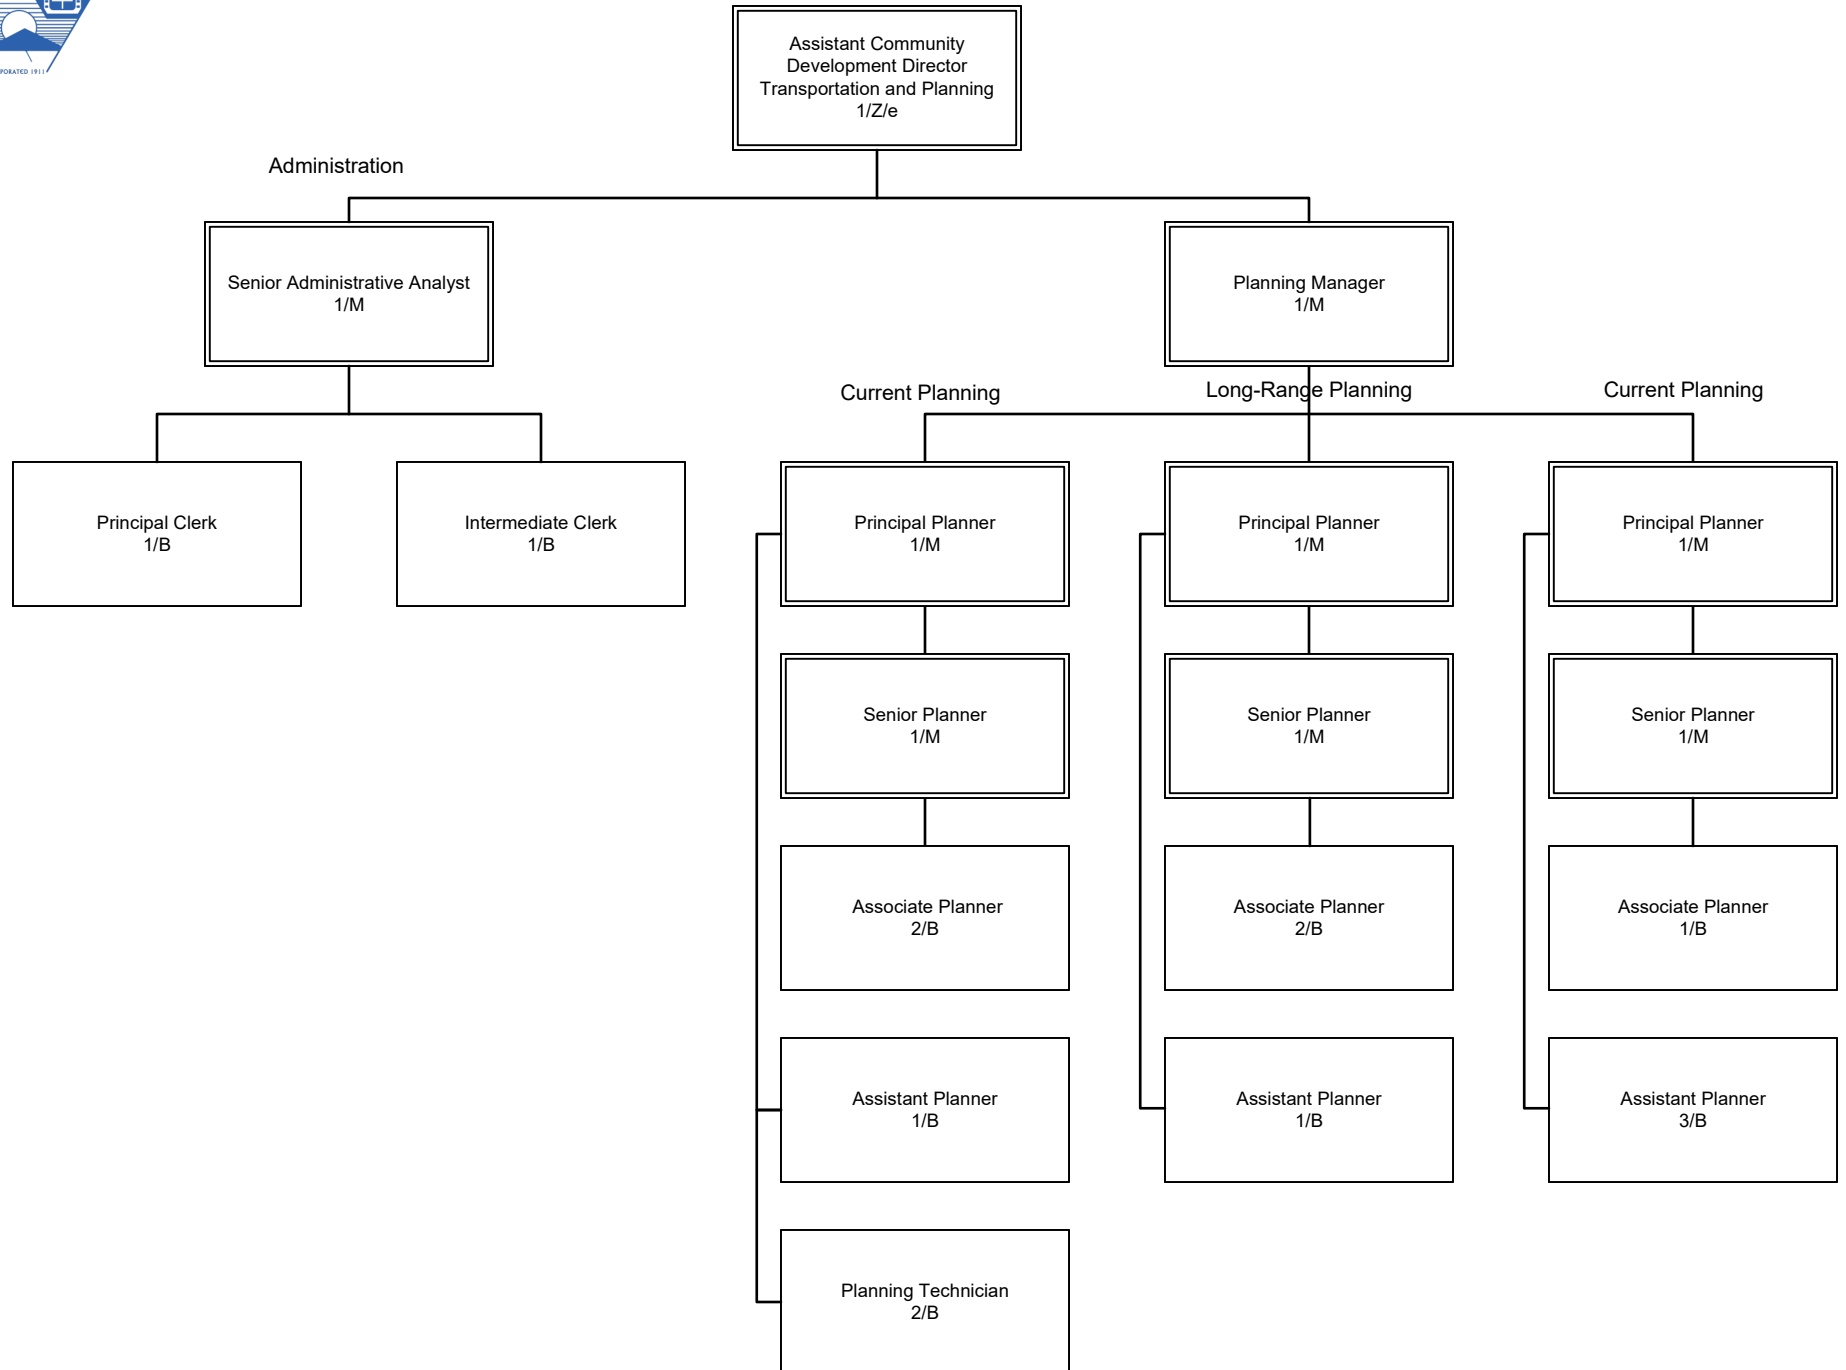 PORATED 1911
Assistant Community
Development Director
Transportation and Planning
1/Z/e
Administration
Senior Administrative Analyst
1/M
Planning Manager
1/M
Current Planning
Long-Range Planning
Current Planning
Principal Clerk
1/B
Intermediate Clerk
1/B
Principal Planner
1/M
Principal Planner
1/M
Principal Planner
1/M
Senior Planner
1/M
Senior Planner
1/M
Senior Planner
1/M
Associate Planner
2/B
Associate Planner
2/B
Associate Planner
1/B
Assistant Planner
1/B
Assistant Planner
1/B
Assistant Planner
3/B
Planning Technician
2/B